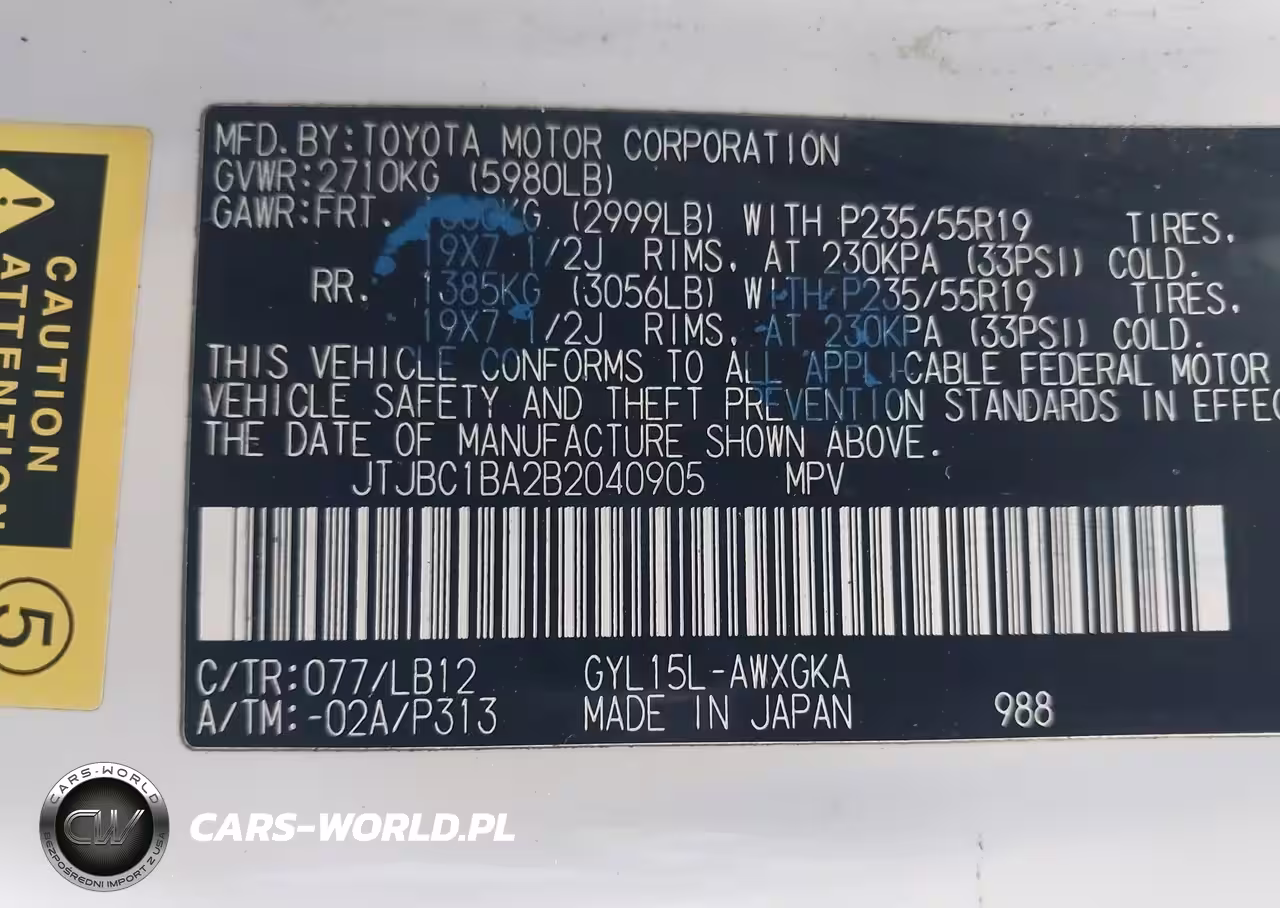 MFD. BY: TOYOTA MOTOR CORPORATION
GVWR: 2710KG (5980LB)
GAWR: FRT. (2999LB) WITH P235/55R19 TIRES.
19X7 1/2J RIMS. AT 230KPA (33PSI) COLD.
RR. 1385KG (3056LB) WITH P235/55R19 TIRES.
19X7 1/2J RIMS. AT 230KPA (33PSI) COLD.
THIS VEHICLE CONFORMS TO ALL APPLICABLE FEDERAL MOTOR
VEHICLE SAFETY AND THEFT PREVENTION STANDARDS IN EFFEC
THE DATE OF MANUFACTURE SHOWN ABOVE.
JTJBC1BA2B2040905 MPV
C/TR: 077/LB12 GYL15L-AWXGKA
A/TM: -02A/P313 MADE IN JAPAN 988
CAUTION
ATTENTION
5
CARS-WORLD
CW
BEZPOŚREDNI IMPORT Z USA
CARS-WORLD.PL